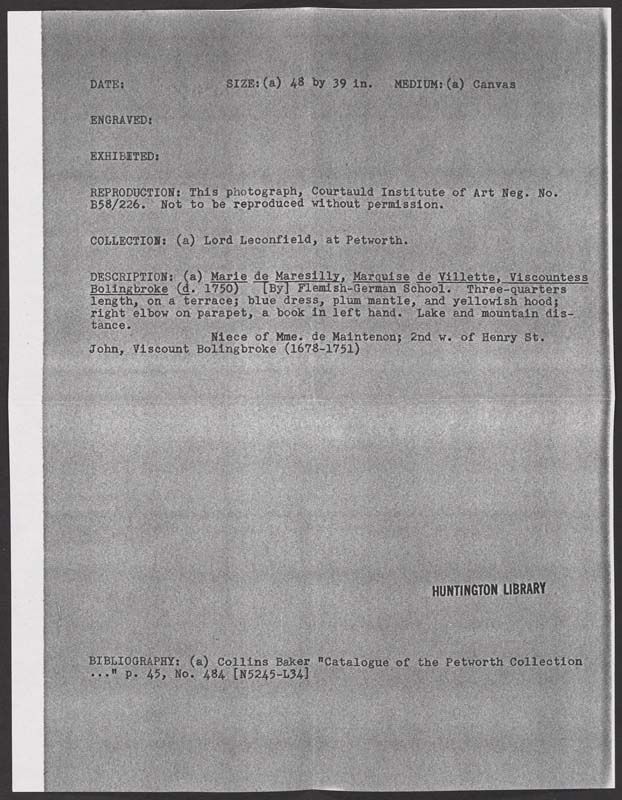 DATE: SIZE:(a) 48 by 39 in. MEDIUM:(a) Canvas
ENGRAVED:
EXHIBITED:
REPRODUCTION: This photograph, Courtauld Institute of Art Neg. No.
B58/226. Not to be reproduced without permission.
COLLECTION: (a) Lord Leconfield, at Petworth.
DESCRIPTION: (a) Marie de Maresilly, Marquise de Villette, Viscountess
Bolingbroke (d. 1750) [By] Flemish-German School. Three-quarters
length, on a terrace; blue dress, plum mantle, and yellowish hood;
right elbow on parapet, a book in left hand. Lake and mountain dis-
tance.
Niece of Mme. de Maintenon; 2nd w. of Henry St.
John, Viscount Bolingbroke (1678-1751)
HUNTINGTON LIBRARY
BIBLIOGRAPHY: (a) Collins Baker "Catalogue of the Petworth Collection
..." p. 45, No. 484 [N5245-L34]